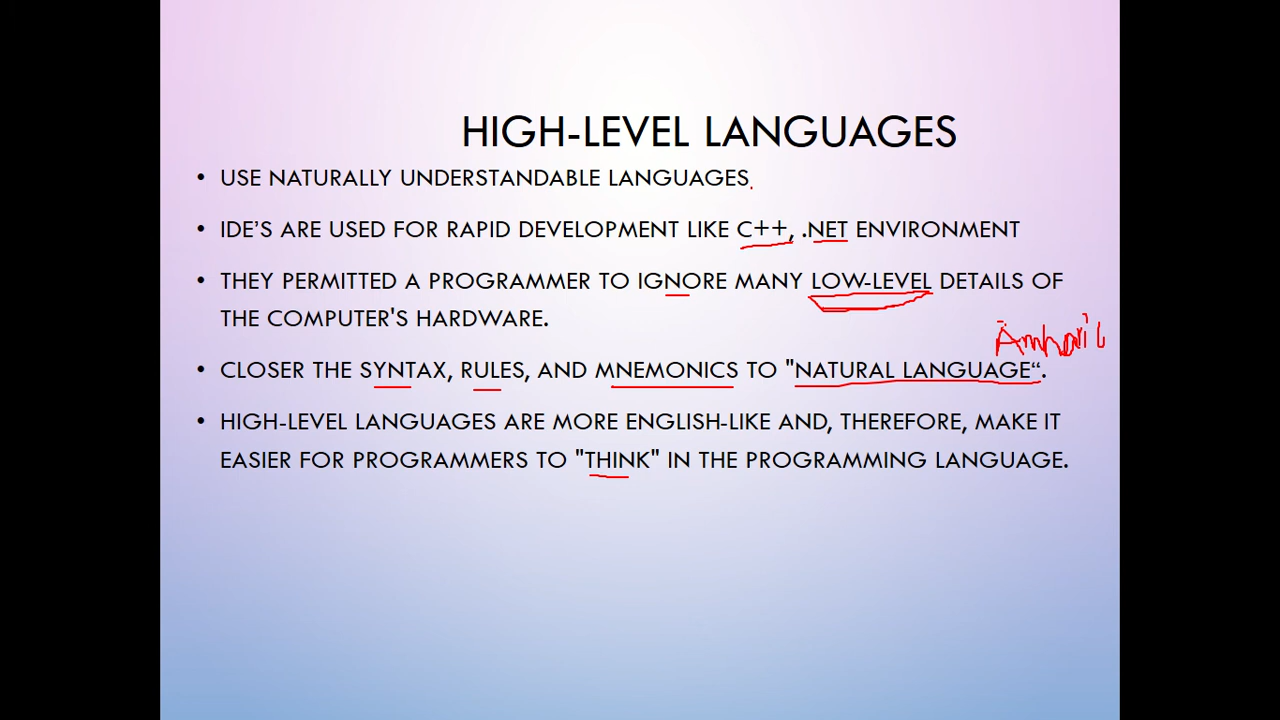 HIGH-LEVEL LANGUAGES
• USE NATURALLY UNDERSTANDABLE LANGUAGES.
• IDE'S ARE USED FOR RAPID DEVELOPMENT LIKE C++, .NET ENVIRONMENT
• THEY PERMITTED A PROGRAMMER TO IGNORE MANY LOW-LEVEL DETAILS OF
THE COMPUTER'S HARDWARE.
Amharic
• CLOSER THE SYNTAX, RULES, AND MNEMONICS TO "NATURAL LANGUAGE“.
• HIGH-LEVEL LANGUAGES ARE MORE ENGLISH-LIKE AND, THEREFORE, MAKE IT
EASIER FOR PROGRAMMERS TO "THINK" IN THE PROGRAMMING LANGUAGE.